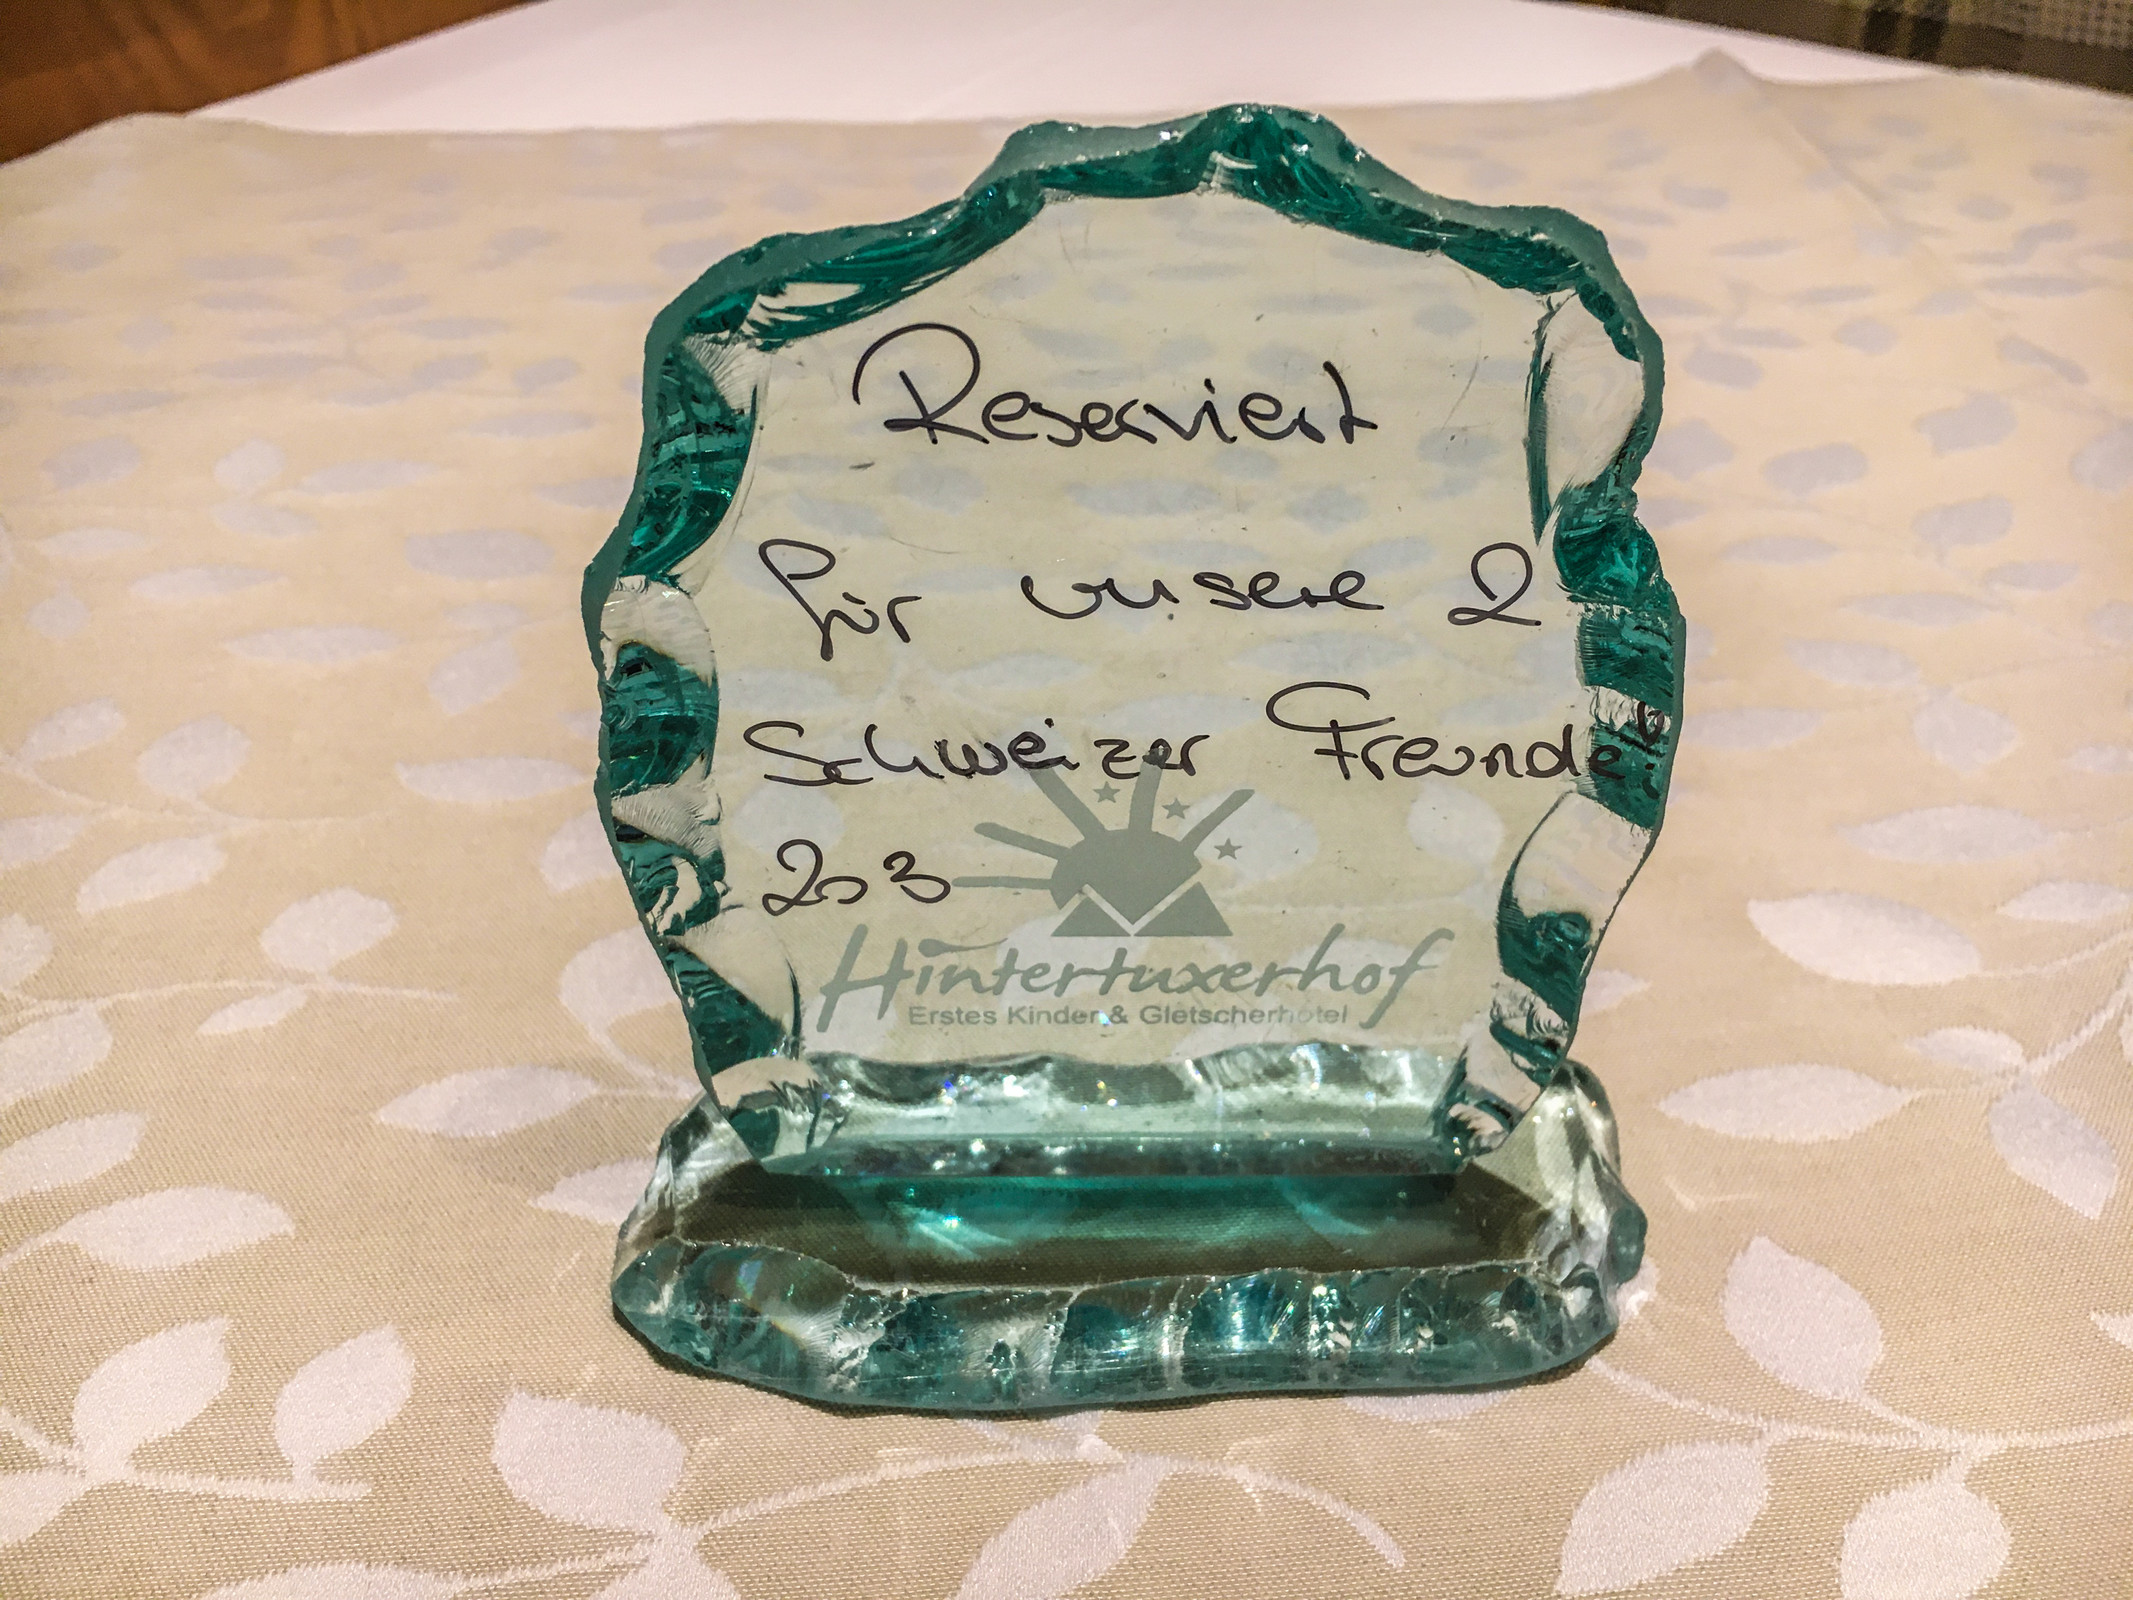 Reserviert
für unsere 2
Schweizer Freunde!
203
Hintertuxerhof
Erstes Kinder & Gletscherhotel